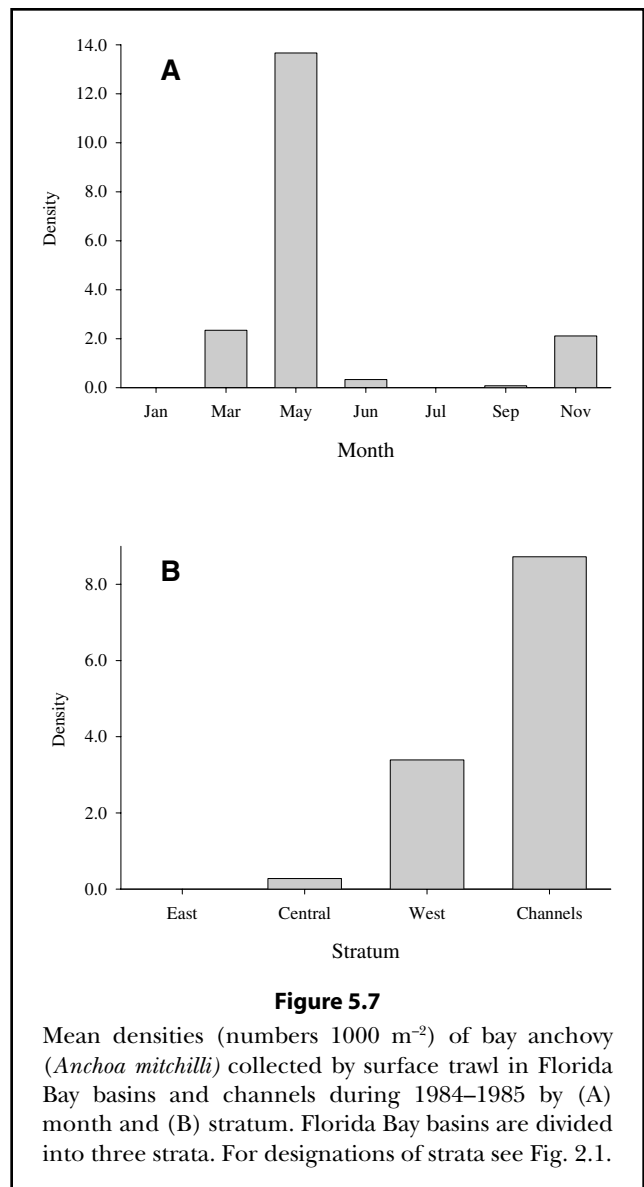 A
14.0
12.0
10.0
8.0
6.0
4.0
2.0
0.0
Density
Jan Mar May Jun Jul Sep Nov
Month
B
8.0
6.0
4.0
2.0
0.0
Density
East Central West Channels
Stratum
Figure 5.7
Mean densities (numbers 1000 m⁻²) of bay anchovy
(Anchoa mitchilli) collected by surface trawl in Florida
Bay basins and channels during 1984–1985 by (A)
month and (B) stratum. Florida Bay basins are divided
into three strata. For designations of strata see Fig. 2.1.